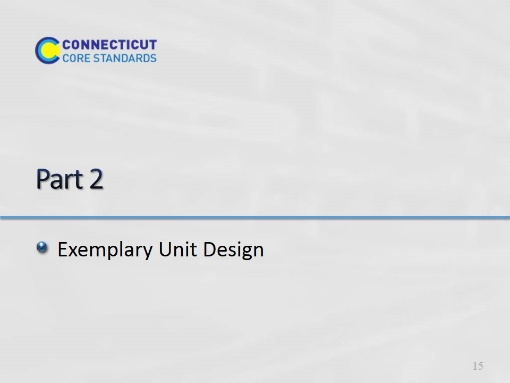 CONNECTICUT
CORE STANDARDS
Part 2
Exemplary Unit Design
15